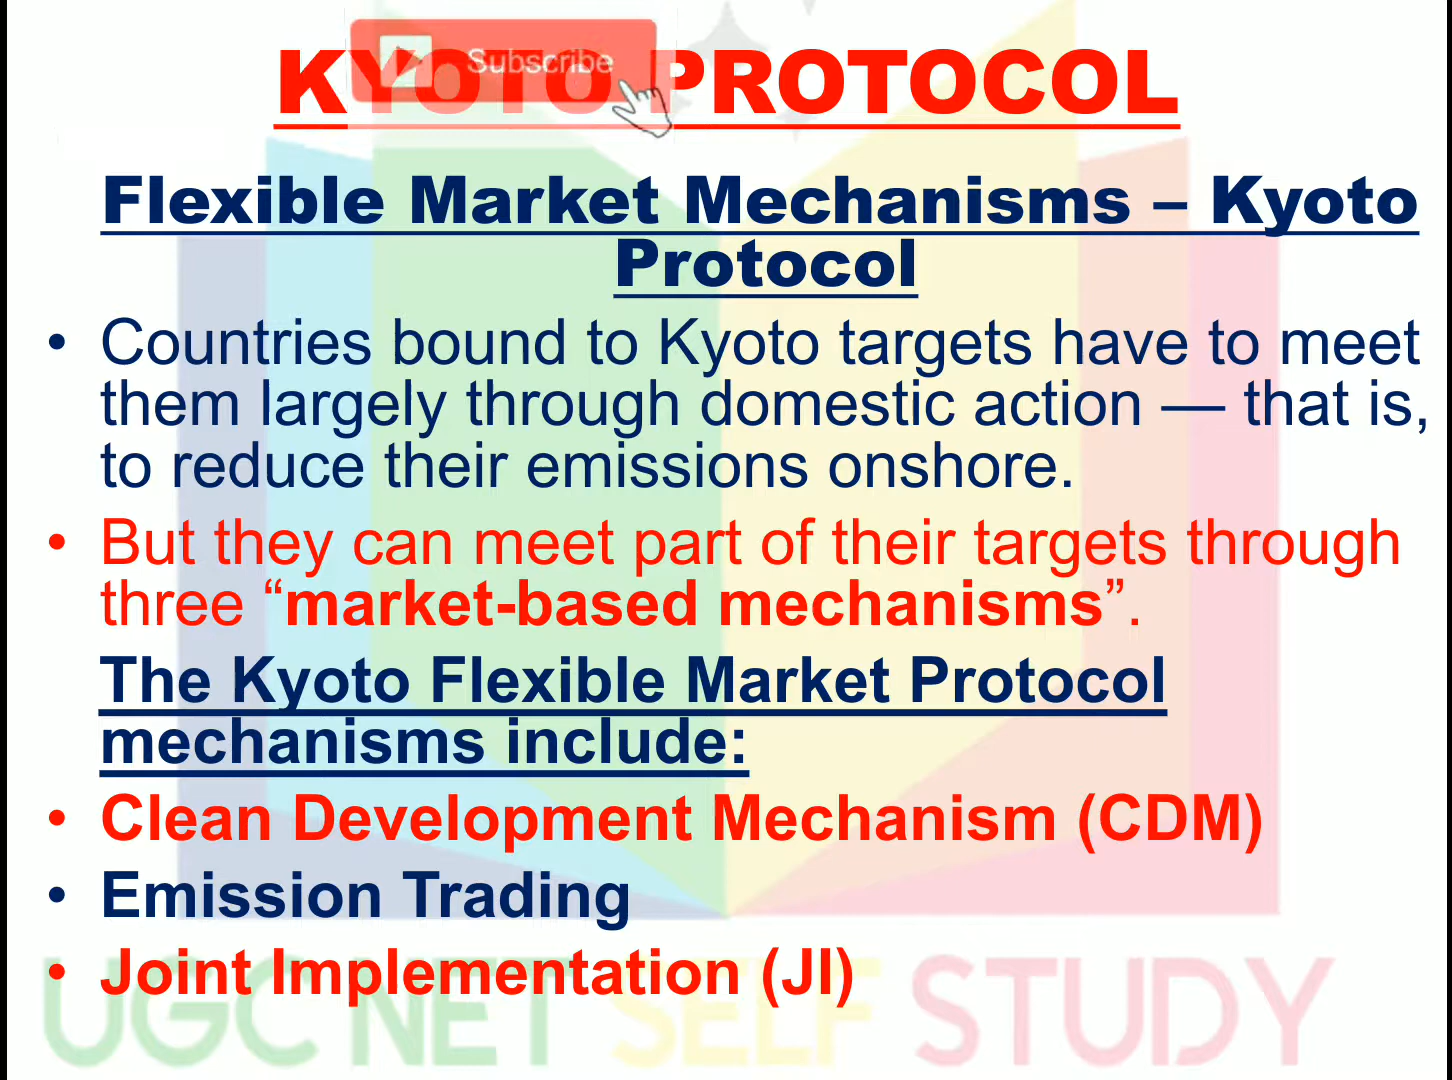 KYOTO PROTOCOL
Subscribe
Flexible Market Mechanisms – Kyoto
Protocol
• Countries bound to Kyoto targets have to meet
them largely through domestic action — that is,
to reduce their emissions onshore.
• But they can meet part of their targets through
three “market-based mechanisms”.
The Kyoto Flexible Market Protocol
mechanisms include:
• Clean Development Mechanism (CDM)
• Emission Trading
• Joint Implementation (JI)
UGC NET SELF STUDY